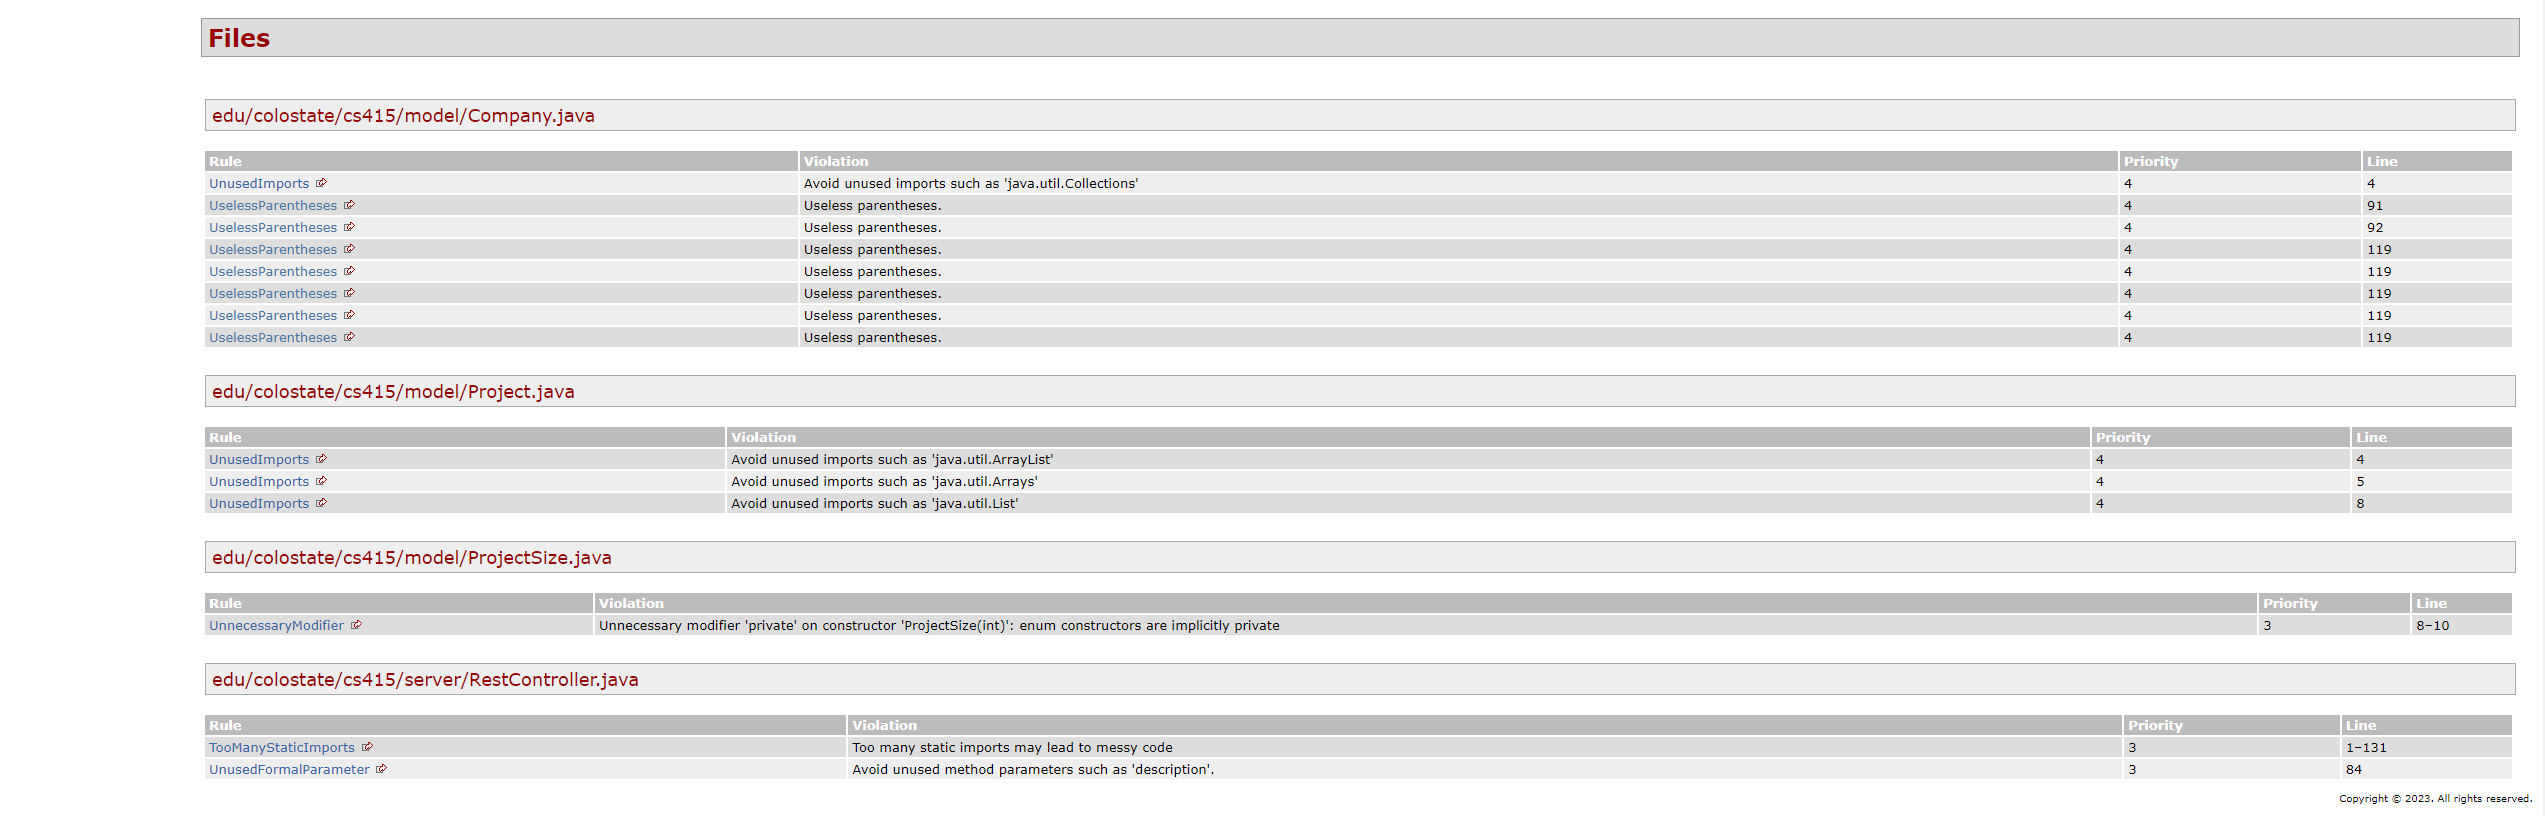 Files
edu/colostate/cs415/model/Company.java
Rule Violation Priority Line
UnusedImports Avoid unused imports such as 'java.util.Collections' 4 4
UselessParentheses Useless parentheses. 4 91
UselessParentheses Useless parentheses. 4 92
UselessParentheses Useless parentheses. 4 119
UselessParentheses Useless parentheses. 4 119
UselessParentheses Useless parentheses. 4 119
UselessParentheses Useless parentheses. 4 119
UselessParentheses Useless parentheses. 4 119
edu/colostate/cs415/model/Project.java
Rule Violation Priority Line
UnusedImports Avoid unused imports such as 'java.util.ArrayList' 4 4
UnusedImports Avoid unused imports such as 'java.util.Arrays' 4 5
UnusedImports Avoid unused imports such as 'java.util.List' 4 8
edu/colostate/cs415/model/ProjectSize.java
Rule Violation Priority Line
UnnecessaryModifier Unnecessary modifier 'private' on constructor 'ProjectSize(int)': enum constructors are implicitly private 3 8–10
edu/colostate/cs415/server/RestController.java
Rule Violation Priority Line
TooManyStaticImports Too many static imports may lead to messy code 3 1–131
UnusedFormalParameter Avoid unused method parameters such as 'description'. 3 84
Copyright © 2023. All rights reserved.